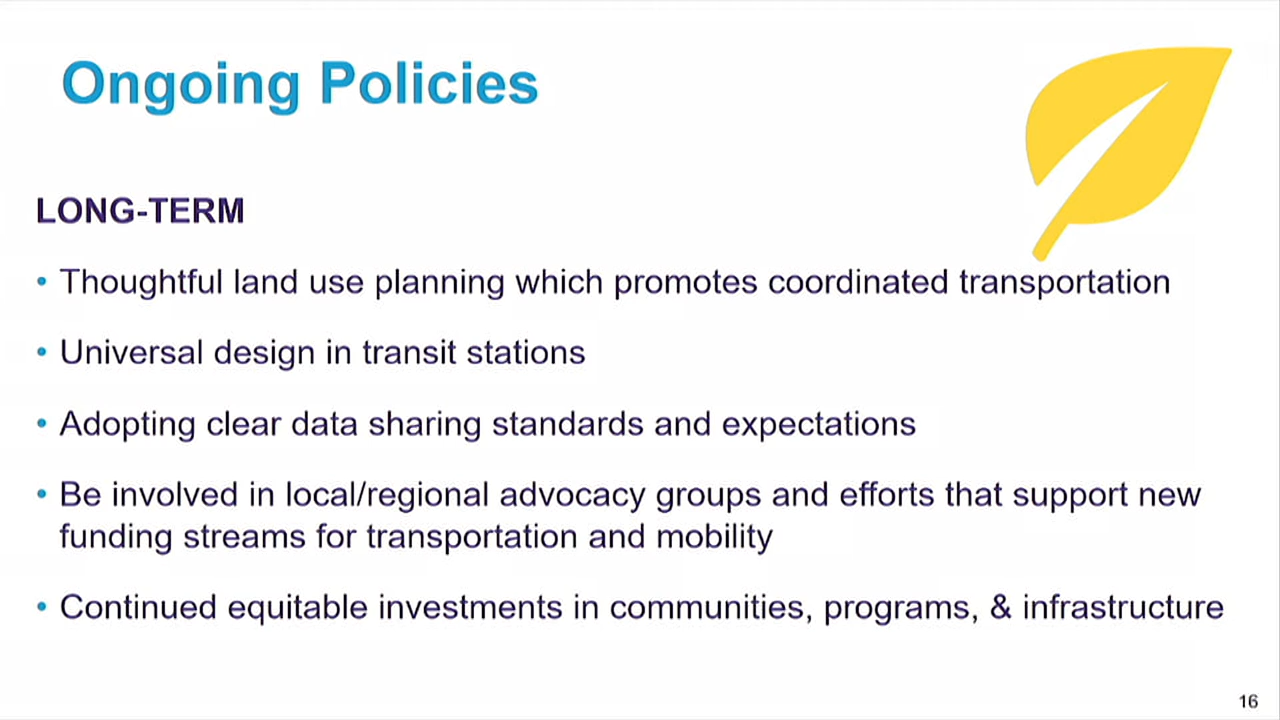 Ongoing Policies
LONG-TERM
• Thoughtful land use planning which promotes coordinated transportation
• Universal design in transit stations
• Adopting clear data sharing standards and expectations
• Be involved in local/regional advocacy groups and efforts that support new
funding streams for transportation and mobility
• Continued equitable investments in communities, programs, & infrastructure
16